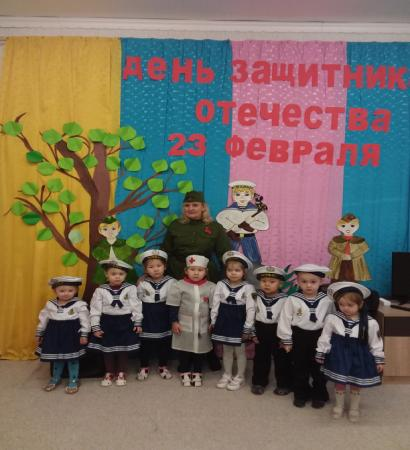 день защитник
отечества
23 февраля